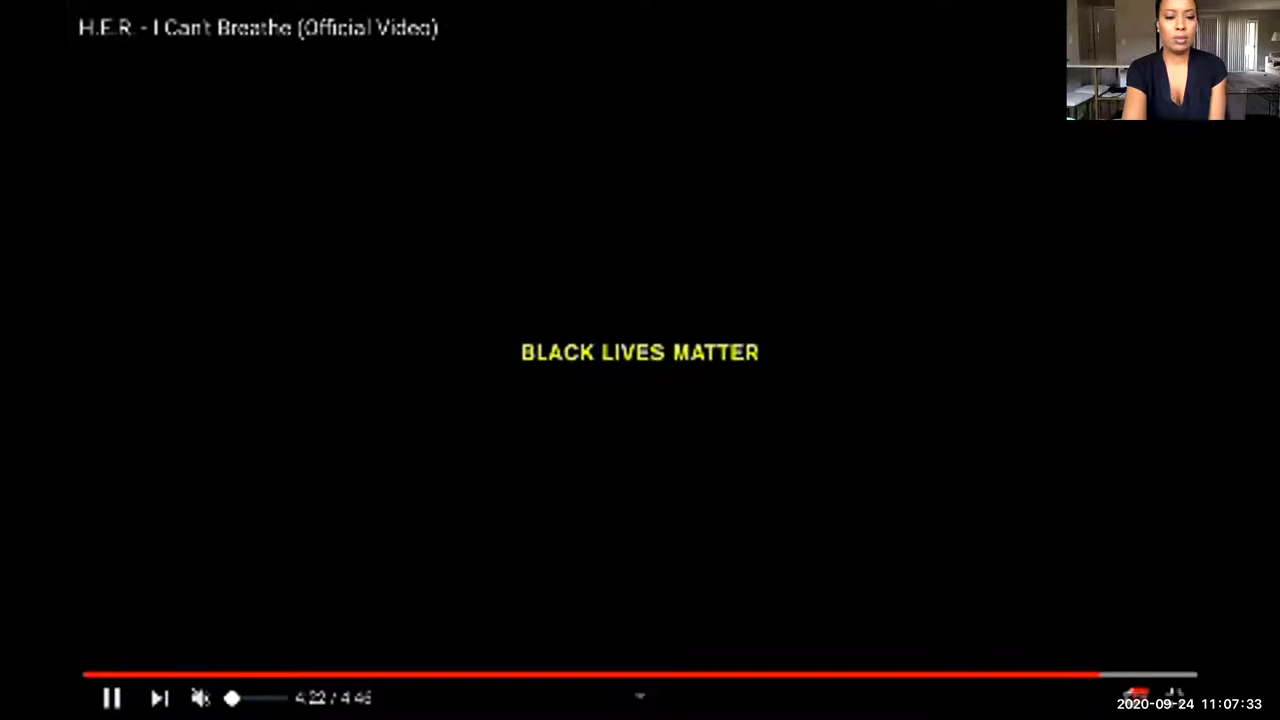 H.E.R. - I Can't Breathe (Official Video)
BLACK LIVES MATTER
4:22 / 4:46
2020-09-24 11:07:33